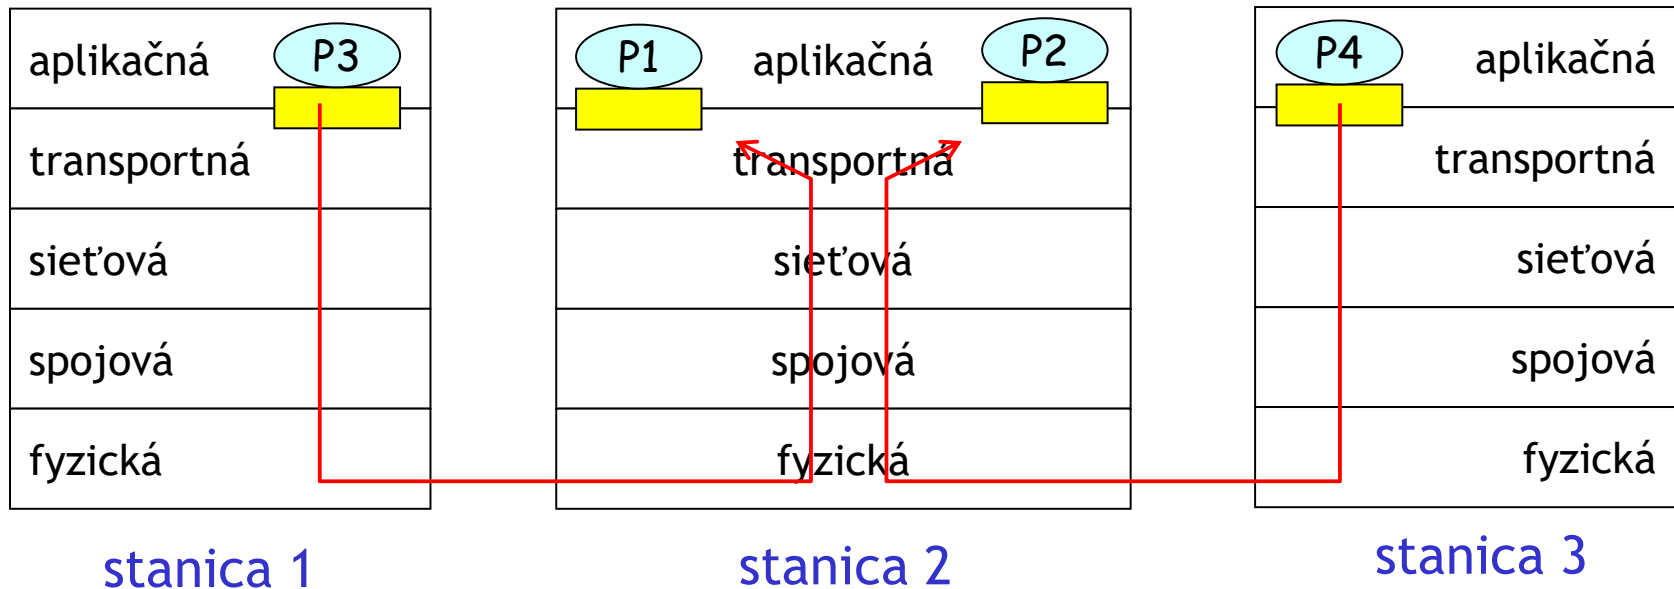 aplikačná P3
transportná
sieťová
spojová
fyzická
stanica 1
P1 aplikačná P2
transportná
sieťová
spojová
fyzická
stanica 2
P4 aplikačná
transportná
sieťová
spojová
fyzická
stanica 3